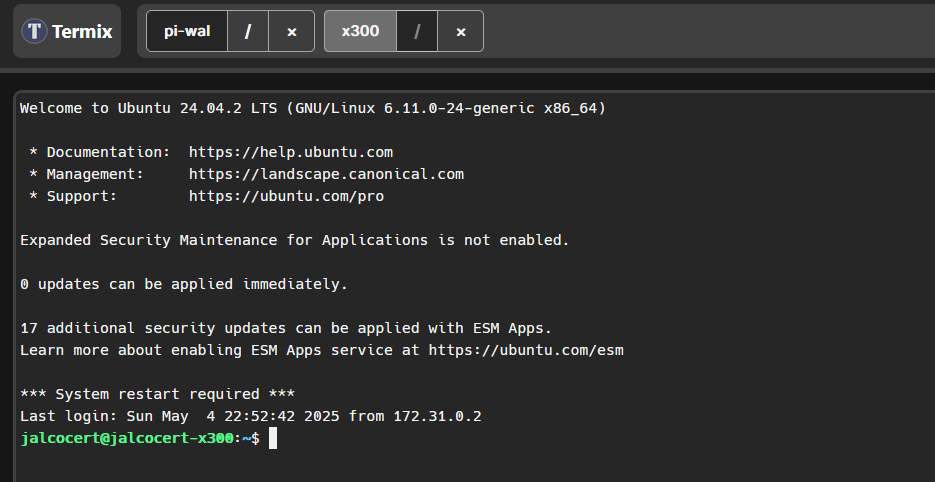 T Termix
pi-wal / × x300 / ×
Welcome to Ubuntu 24.04.2 LTS (GNU/Linux 6.11.0-24-generic x86_64)
* Documentation:  https://help.ubuntu.com
* Management:     https://landscape.canonical.com
* Support:        https://ubuntu.com/pro
Expanded Security Maintenance for Applications is not enabled.
0 updates can be applied immediately.
17 additional security updates can be applied with ESM Apps.
Learn more about enabling ESM Apps service at https://ubuntu.com/esm
*** System restart required ***
Last login: Sun May  4 22:52:42 2025 from 172.31.0.2
jalcocert@jalcocert-x300:~$